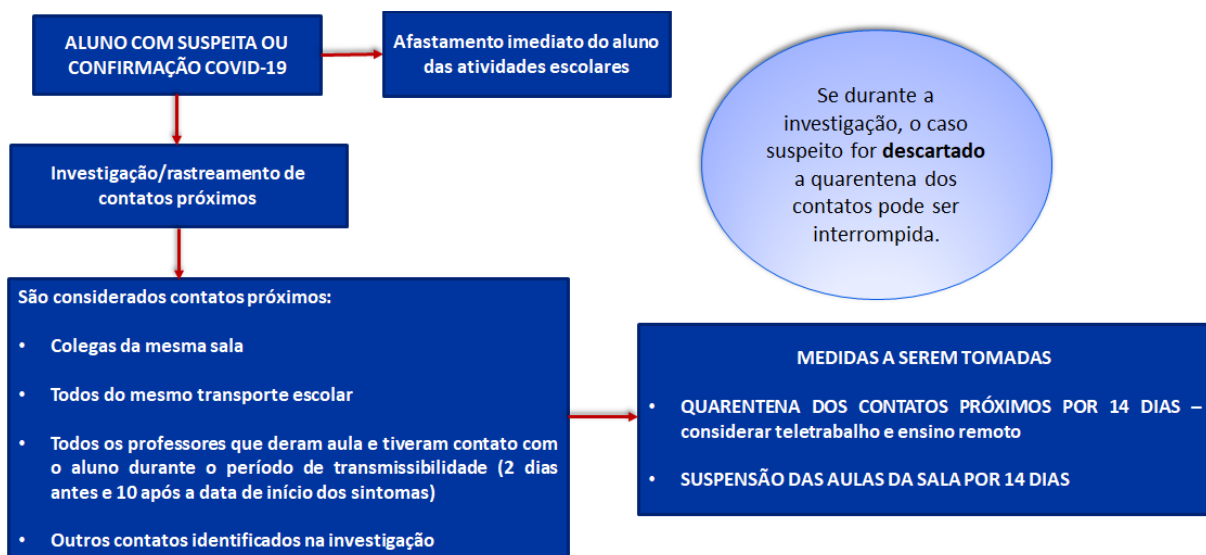 ALUNO COM SUSPEITA OU
CONFIRMAÇÃO COVID-19
Afastamento imediato do aluno
das atividades escolares
Se durante a
investigação, o caso
suspeito for descartado
a quarentena dos
contatos pode ser
interrompida.
Investigação/rastreamento de
contatos próximos
São considerados contatos próximos:
• Colegas da mesma sala
• Todos do mesmo transporte escolar
• Todos os professores que deram aula e tiveram contato com
o aluno durante o período de transmissibilidade (2 dias
antes e 10 após a data de início dos sintomas)
• Outros contatos identificados na investigação
MEDIDAS A SEREM TOMADAS
• QUARENTENA DOS CONTATOS PRÓXIMOS POR 14 DIAS –
considerar teletrabalho e ensino remoto
• SUSPENSÃO DAS AULAS DA SALA POR 14 DIAS